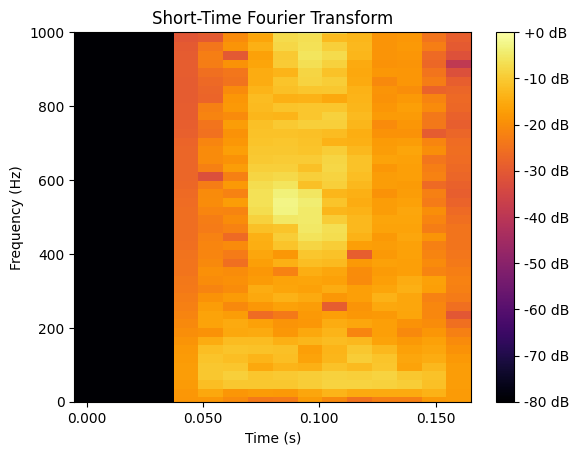 Short-Time Fourier Transform
1000
800
600
400
200
0
Frequency (Hz)
0.000
0.050
0.100
0.150
Time (s)
+0 dB
-10 dB
-20 dB
-30 dB
-40 dB
-50 dB
-60 dB
-70 dB
-80 dB